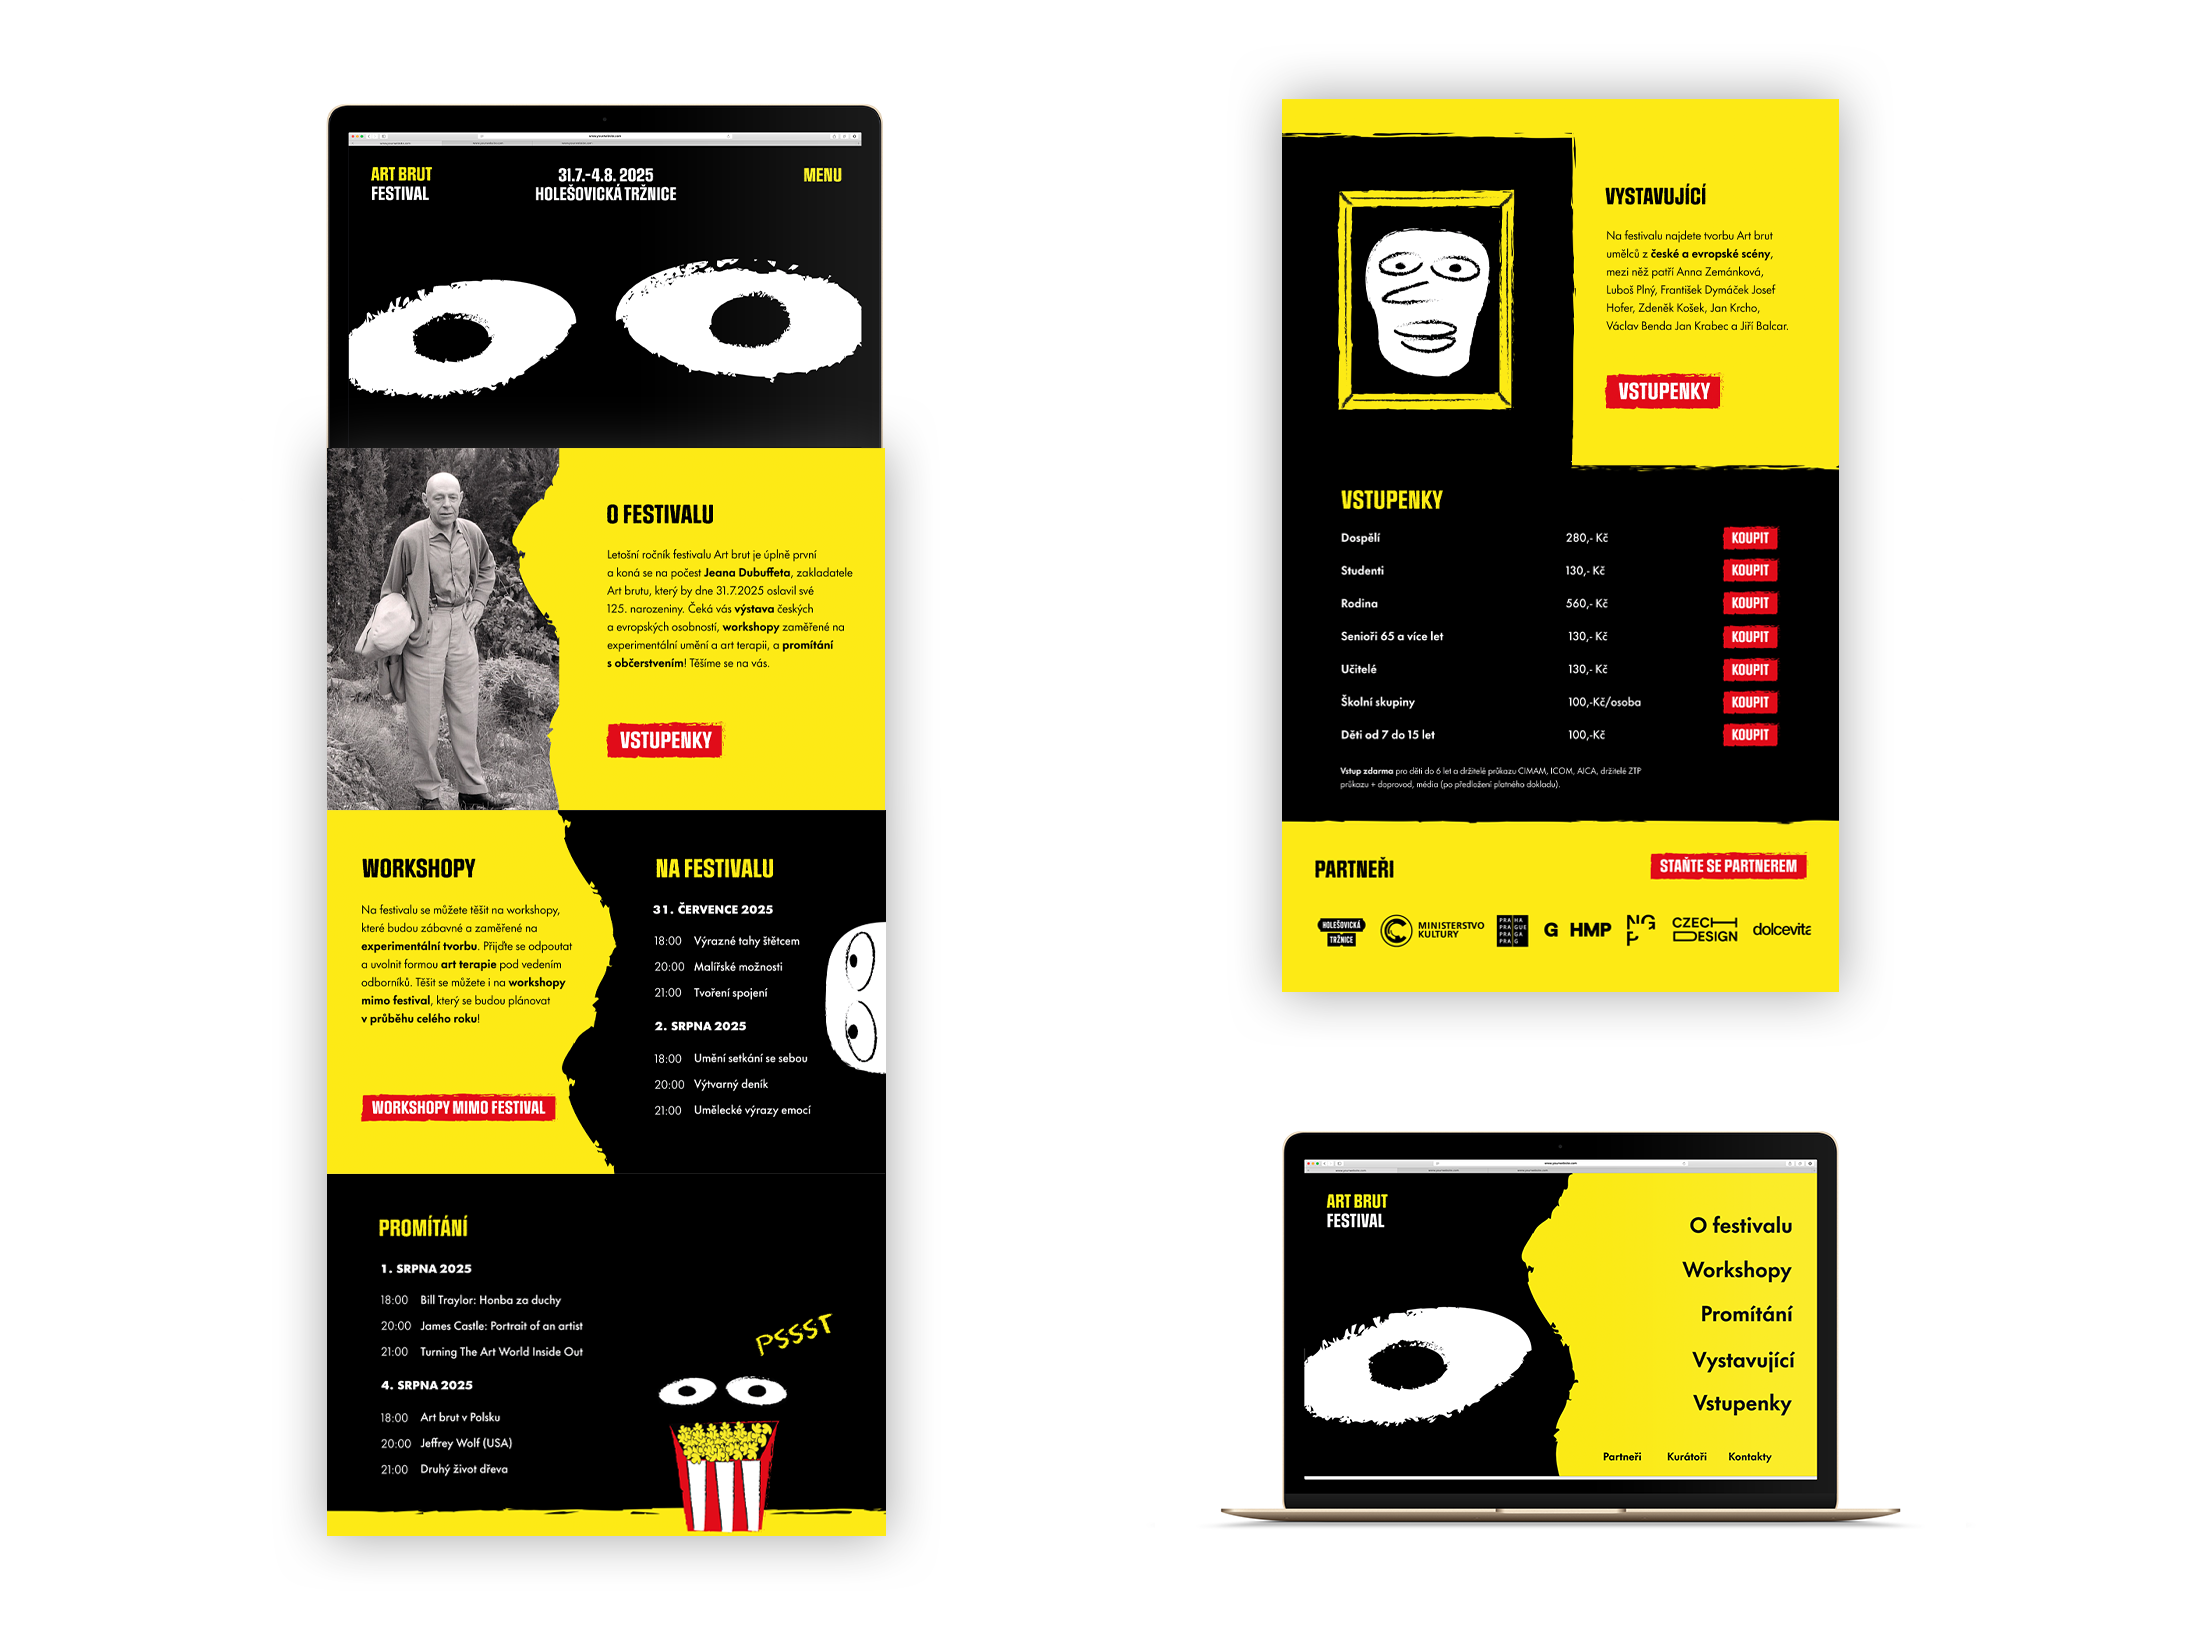 ART BRUT
FESTIVAL
31.7.-4.8. 2025
HOLEŠOVICKÁ TRŽNICE
MENU
O FESTIVALU
Letošní ročník festivalu Art brut je úplně první
a koná se na počest Jeana Dubuffeta, zakladatele
Art brutu, který by dne 31.7.2025 oslavil své
125. narozeniny. Čeká vás výstava českých
a evropských osobností, workshopy zaměřené na
experimentální umění a art terapii, a promítání
s občerstvením! Těšíme se na vás.
VSTUPENKY
WORKSHOPY
Na festivalu se můžete těšit na workshopy,
které budou zábavné a zaměřené na
experimentální tvorbu. Přijďte se odpoutat
a uvolnit formou art terapie pod vedením
odborníků. Těšit se můžete i na workshopy
mimo festival, který se budou plánovat
v průběhu celého roku!
WORKSHOPY MIMO FESTIVAL
NA FESTIVALU
31. ČERVENCE 2025
18:00 Výrazné tahy štětcem
20:00 Malířské možnosti
21:00 Tvoření spojení
2. SRPNA 2025
18:00 Umění setkání se sebou
20:00 Výtvarný deník
21:00 Umělecké výrazy emocí
PROMÍTÁNÍ
1. SRPNA 2025
18:00 Bill Traylor: Honba za duchy
20:00 James Castle: Portrait of an artist
21:00 Turning The Art World Inside Out
4. SRPNA 2025
18:00 Art brut v Polsku
20:00 Jeffrey Wolf (USA)
21:00 Druhý život dřeva
PSSST
VYSTAVUJÍCÍ
Na festivalu najdete tvorbu Art brut
umělců z české a evropské scény,
mezi něž patří Anna Zemánková,
Luboš Plný, František Dymáček Josef
Hofer, Zdeněk Košek, Jan Krcho,
Václav Benda Jan Krabec a Jiří Balcar.
VSTUPENKY
VSTUPENKY
Dospělí 280,- Kč KOUPIT
Studenti 130,- Kč KOUPIT
Rodina 560,- Kč KOUPIT
Senioři 65 a více let 130,- Kč KOUPIT
Učitelé 130,- Kč KOUPIT
Školní skupiny 100,-Kč/osoba KOUPIT
Děti od 7 do 15 let 100,-Kč KOUPIT
Vstup zdarma pro děti do 6 let a držitelé průkazu CIMAM, ICOM, AICA, držitelé ZTP
průkazu + doprovod, média (po předložení platného dokladu).
PARTNEŘI
STAŇTE SE PARTNEREM
HOLEŠOVICKÁ
TRŽNICE
MINISTERSTVO
KULTURY
PRA HA
PRA GUE
PRA GA
PRA G
G HMP
NG
P
CZECH
DESIGN
dolcevita
ART BRUT
FESTIVAL
O festivalu
Workshopy
Promítání
Vystavující
Vstupenky
Partneři Kurátoři Kontakty